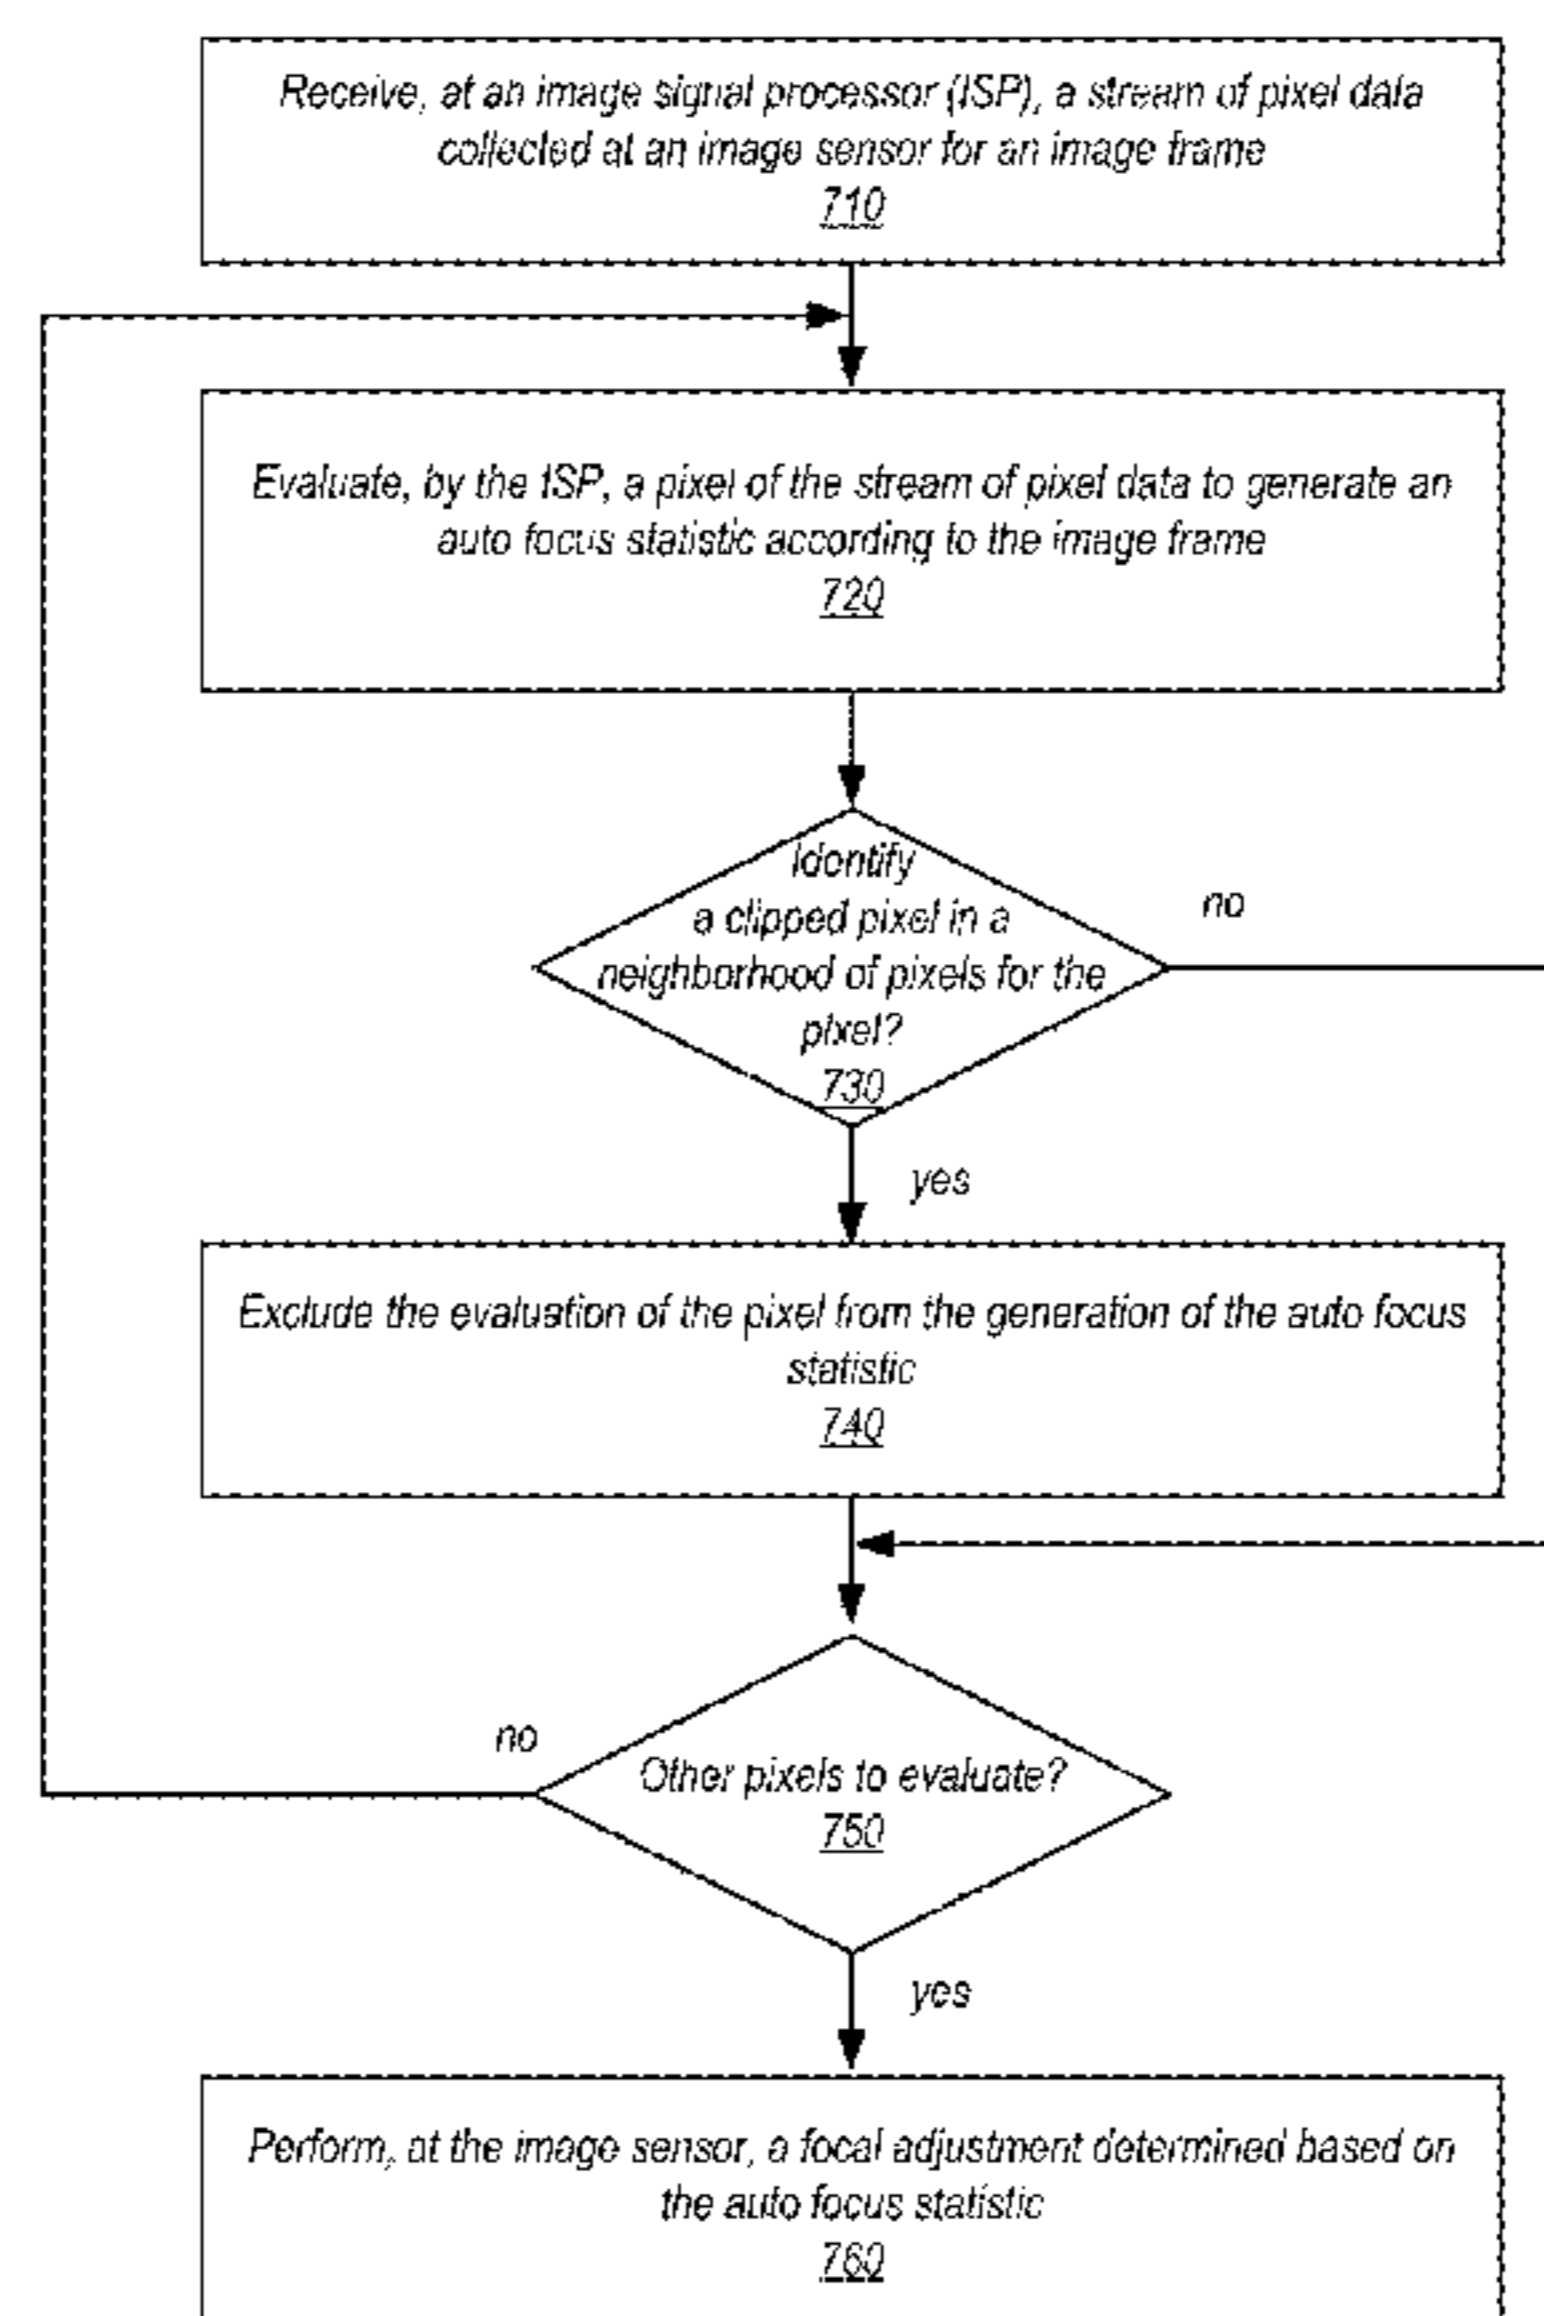 Receive, at an image signal processor (ISP), a stream of pixel data
collected at an image sensor for an image frame
710
Evaluate, by the ISP, a pixel of the stream of pixel data to generate an
auto focus statistic according to the image frame
720
Identify
a clipped pixel in a
neighborhood of pixels for the
pixel?
730
no
yes
Exclude the evaluation of the pixel from the generation of the auto focus
statistic
740
no
Other pixels to evaluate?
750
yes
Perform, at the image sensor, a focal adjustment determined based on
the auto focus statistic
760